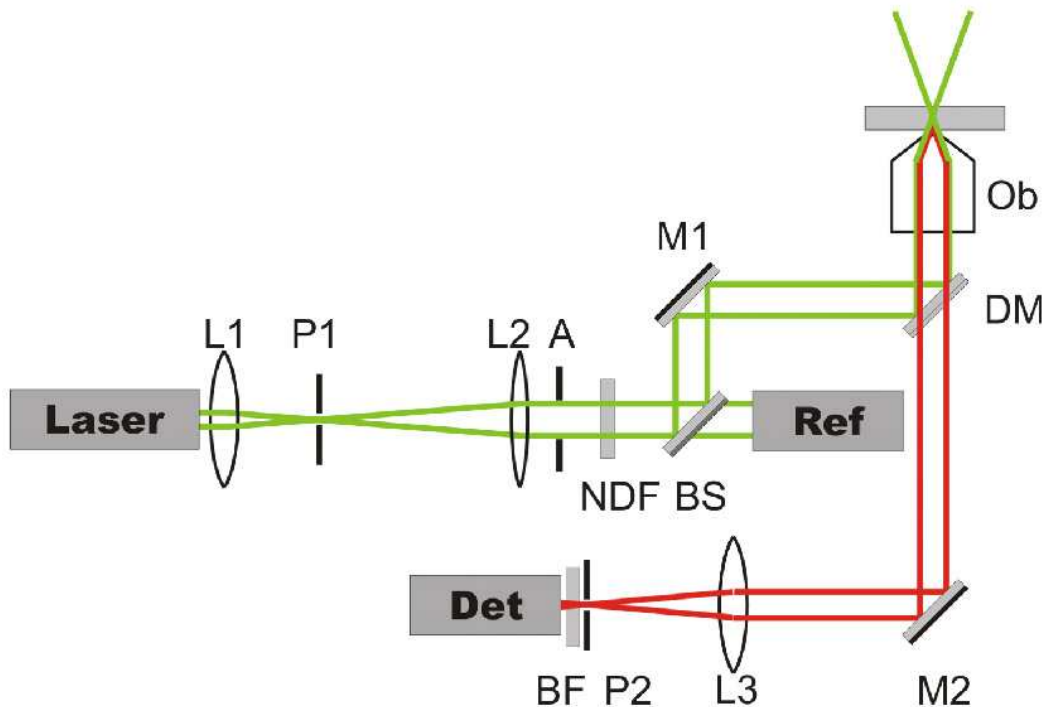 Ob
M1
DM
L1 P1 L2 A
Laser
Ref
NDF BS
Det
BF P2 L3 M2